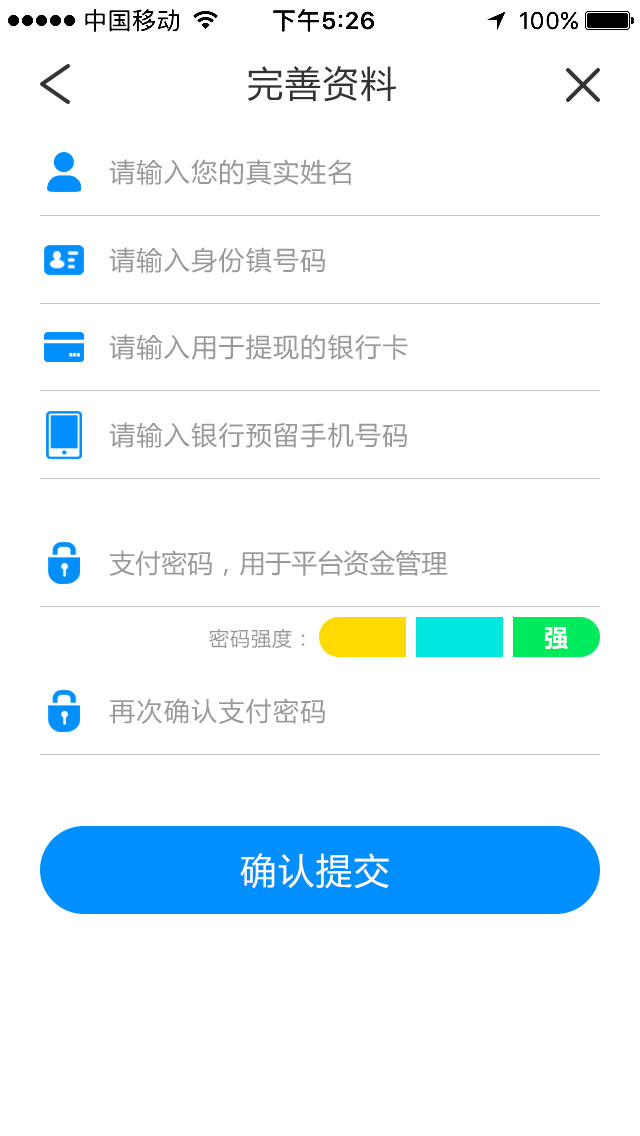 中国移动 下午5:26 100%
完善资料
请输入您的真实姓名
请输入身份镇号码
请输入用于提现的银行卡
请输入银行预留手机号码
支付密码，用于平台资金管理
密码强度： 强
再次确认支付密码
确认提交